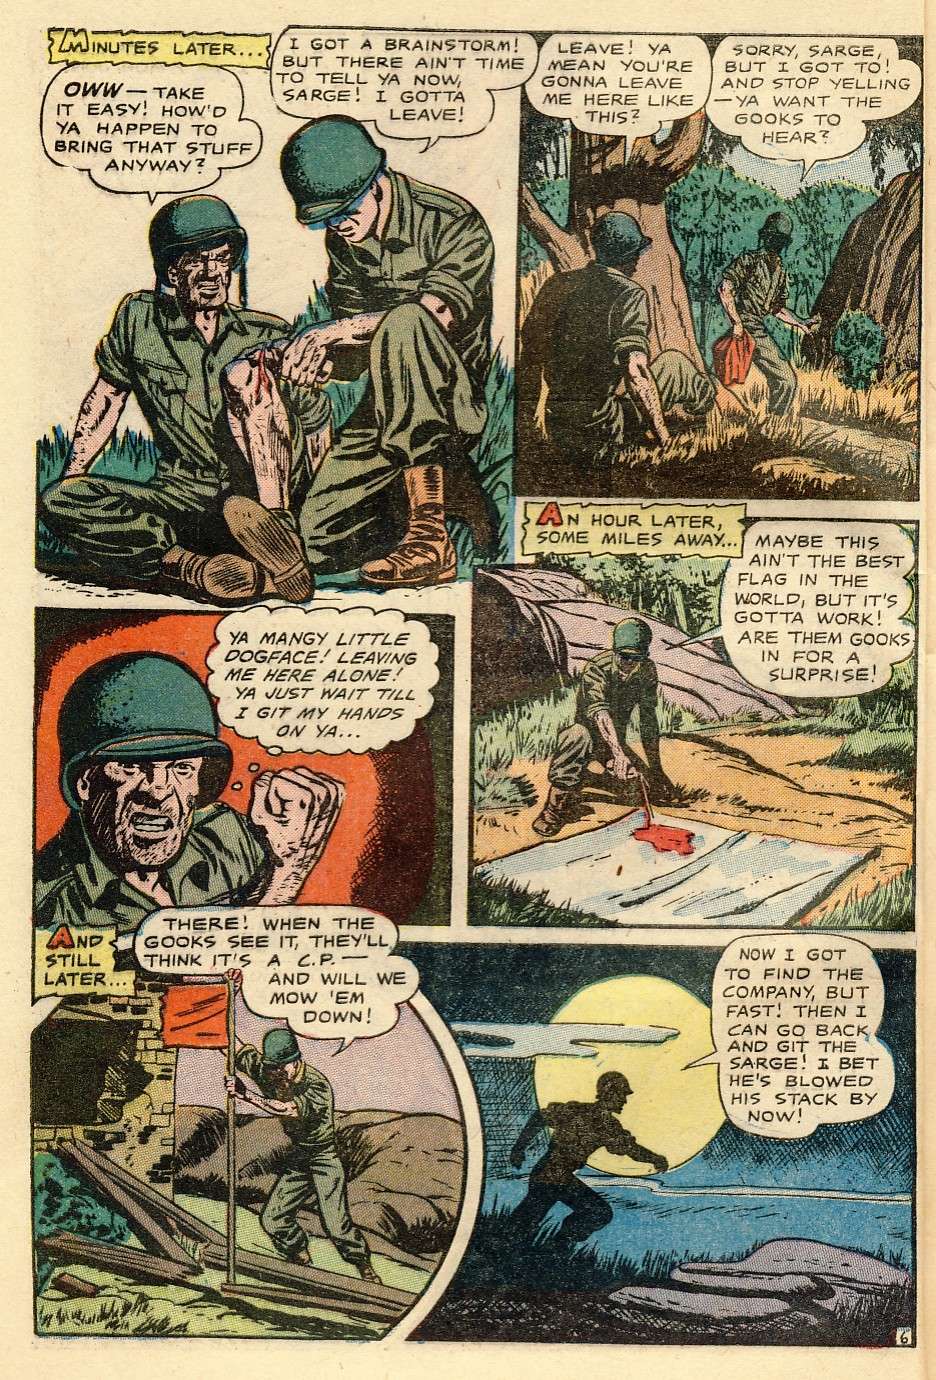 MINUTES LATER...
OWW — TAKE
IT EASY! HOW'D
YA HAPPEN TO
BRING THAT STUFF
ANYWAY?
I GOT A BRAINSTORM!
BUT THERE AIN'T TIME
TO TELL YA NOW,
SARGE! I GOTTA
LEAVE!
LEAVE! YA
MEAN YOU'RE
GONNA LEAVE
ME HERE LIKE
THIS?
SORRY, SARGE,
BUT I GOT TO!
AND STOP YELLING
—YA WANT THE
GOOKS TO
HEAR?
YA MANGY LITTLE
DOGFACE! LEAVING
ME HERE ALONE!
YA JUST WAIT TILL
I GIT MY HANDS
ON YA...
AN HOUR LATER,
SOME MILES AWAY...
MAYBE THIS
AIN'T THE BEST
FLAG IN THE
WORLD, BUT IT'S
GOTTA WORK!
ARE THEM GOOKS
IN FOR A
SURPRISE!
AND
STILL
LATER...
THERE! WHEN THE
GOOKS SEE IT, THEY'LL
THINK IT'S A C.P. —
AND WILL WE
MOW 'EM
DOWN!
NOW I GOT
TO FIND THE
COMPANY, BUT
FAST! THEN I
CAN GO BACK
AND GIT THE
SARGE! I BET
HE'S BLOWED
HIS STACK BY
NOW!
6